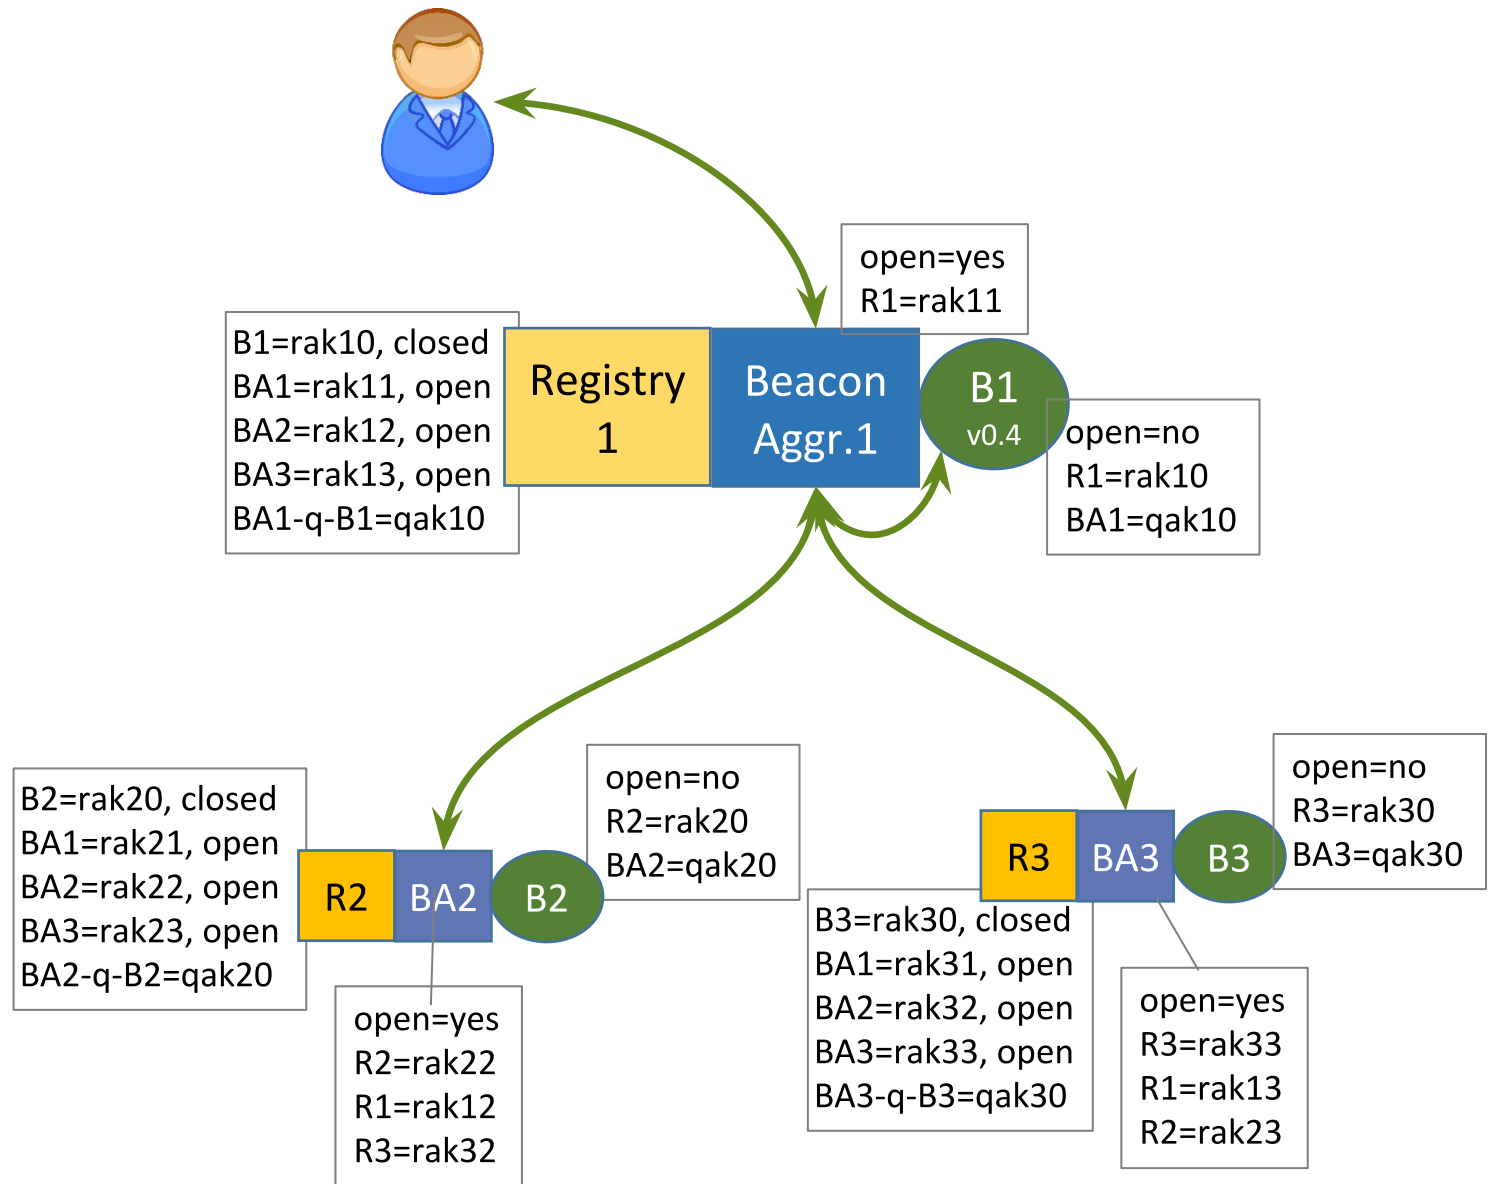 open=yes
R1=rak11
B1=rak10, closed
BA1=rak11, open
BA2=rak12, open
BA3=rak13, open
BA1-q-B1=qak10
Registry
1
Beacon
Aggr.1
B1
v0.4
open=no
R1=rak10
BA1=qak10
B2=rak20, closed
BA1=rak21, open
BA2=rak22, open
BA3=rak23, open
BA2-q-B2=qak20
R2
BA2
B2
open=no
R2=rak20
BA2=qak20
open=yes
R2=rak22
R1=rak12
R3=rak32
R3
BA3
B3
open=no
R3=rak30
BA3=qak30
B3=rak30, closed
BA1=rak31, open
BA2=rak32, open
BA3=rak33, open
BA3-q-B3=qak30
open=yes
R3=rak33
R1=rak13
R2=rak23